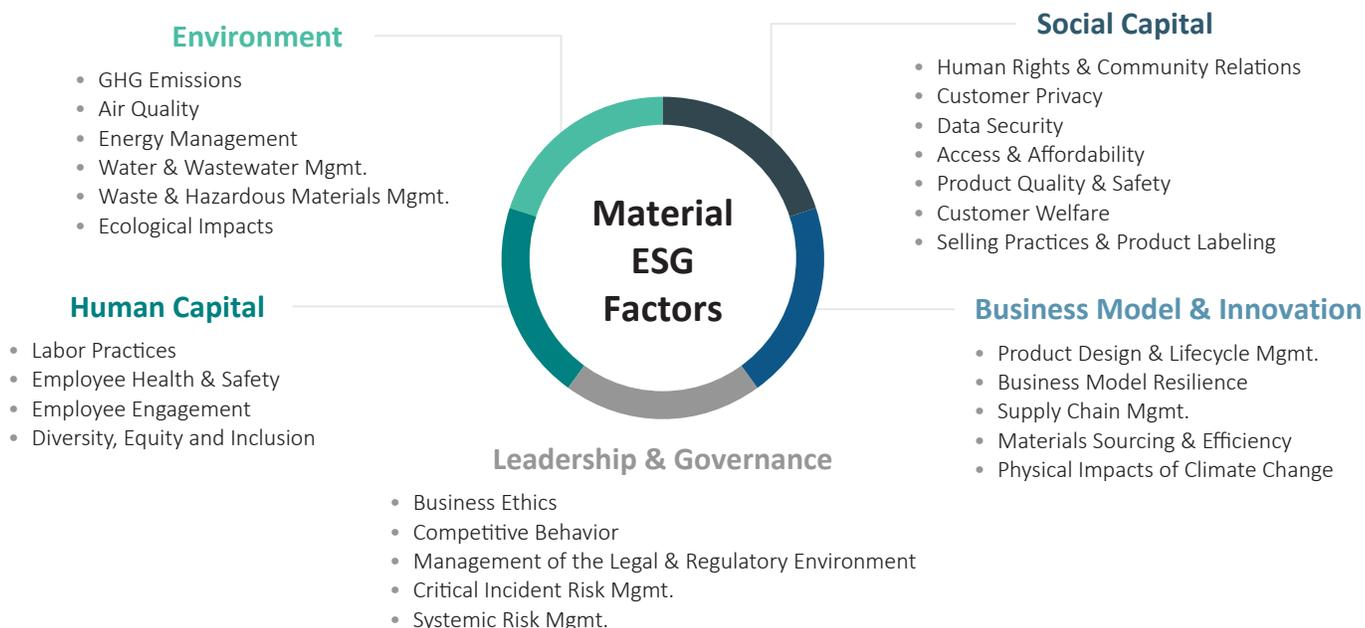 Environment
GHG Emissions
Air Quality
Energy Management
Water & Wastewater Mgmt.
Waste & Hazardous Materials Mgmt.
Ecological Impacts
Social Capital
Human Rights & Community Relations
Customer Privacy
Data Security
Access & Affordability
Product Quality & Safety
Customer Welfare
Selling Practices & Product Labeling
Material
ESG
Factors
Human Capital
Labor Practices
Employee Health & Safety
Employee Engagement
Diversity, Equity and Inclusion
Business Model & Innovation
Product Design & Lifecycle Mgmt.
Business Model Resilience
Supply Chain Mgmt.
Materials Sourcing & Efficiency
Physical Impacts of Climate Change
Leadership & Governance
Business Ethics
Competitive Behavior
Management of the Legal & Regulatory Environment
Critical Incident Risk Mgmt.
Systemic Risk Mgmt.